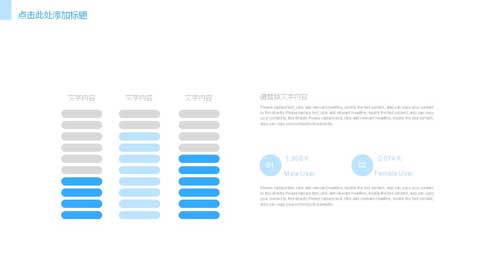 点击此处添加标题
文字内容
文字内容
文字内容
请替换文字内容
Please replace text, click add relevant headline, modify the text content, also can copy your content
to this directly. Please replace text, click add relevant headline, modify the text content, also can copy
your content to this directly. Please replace text, click add relevant headline, modify the text content,
also can copy your content to this directly.
01
1,908 K
Male User
02
2,074 K
Female User
Please replace text, click add relevant headline, modify the text content, also can copy your content
to this directly. Please replace text, click add relevant headline, modify the text content, also can copy
your content to this directly. Please replace text, click add relevant headline, modify the text content,
also can copy your content to this directly.